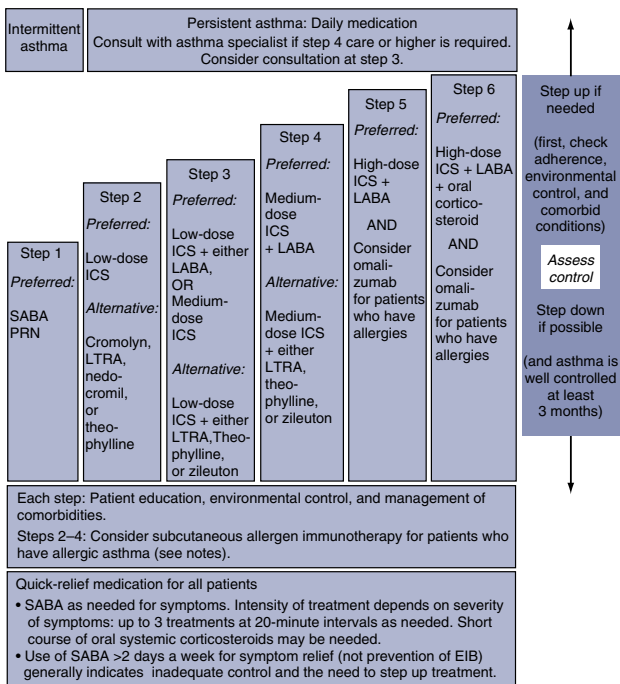 Intermittent
asthma
Persistent asthma: Daily medication
Consult with asthma specialist if step 4 care or higher is required.
Consider consultation at step 3.
Step 1
Preferred:
SABA
PRN
Step 2
Preferred:
Low-dose
ICS
Alternative:
Cromolyn,
LTRA,
nedo-
cromil,
or
theo-
phylline
Step 3
Preferred:
Low-dose
ICS + either
LABA,
OR
Medium-
dose
ICS
Alternative:
Low-dose
ICS + either
LTRA,Theo-
phylline,
or zileuton
Step 4
Preferred:
Medium-
dose
ICS
+ LABA
Alternative:
Medium-
dose ICS
+ either
LTRA,
theo-
phylline,
or zileuton
Step 5
Preferred:
High-dose
ICS +
LABA
AND
Consider
omali-
zumab
for patients
who have
allergies
Step 6
Preferred:
High-dose
ICS + LABA
+ oral
cortico-
steroid
AND
Consider
omali-
zumab
for patients
who have
allergies
Step up if
needed
(first, check
adherence,
environmental
control, and
comorbid
conditions)
Assess
control
Step down
if possible
(and asthma is
well controlled
at least
3 months)
Each step: Patient education, environmental control, and management of
comorbidities.
Steps 2–4: Consider subcutaneous allergen immunotherapy for patients who
have allergic asthma (see notes).
Quick-relief medication for all patients
• SABA as needed for symptoms. Intensity of treatment depends on severity
of symptoms: up to 3 treatments at 20-minute intervals as needed. Short
course of oral systemic corticosteroids may be needed.
• Use of SABA >2 days a week for symptom relief (not prevention of EIB)
generally indicates inadequate control and the need to step up treatment.